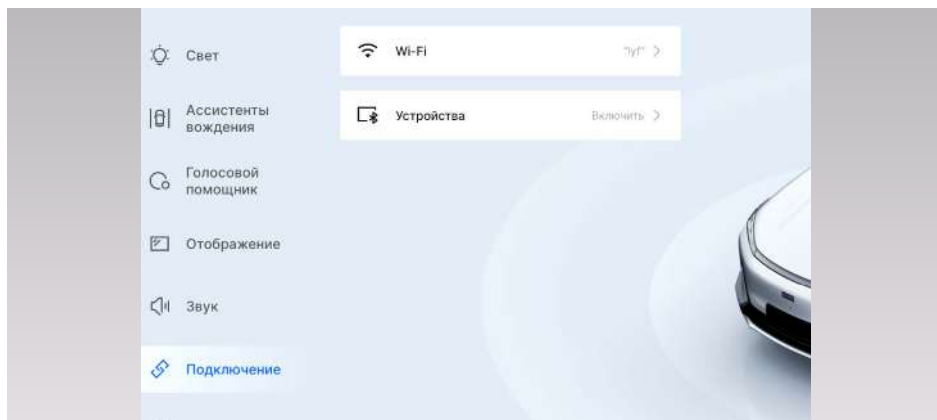 Свет
Ассистенты
вождения
Голосовой
помощник
Отображение
Звук
Подключение
Wi-Fi
Устройства
Включить